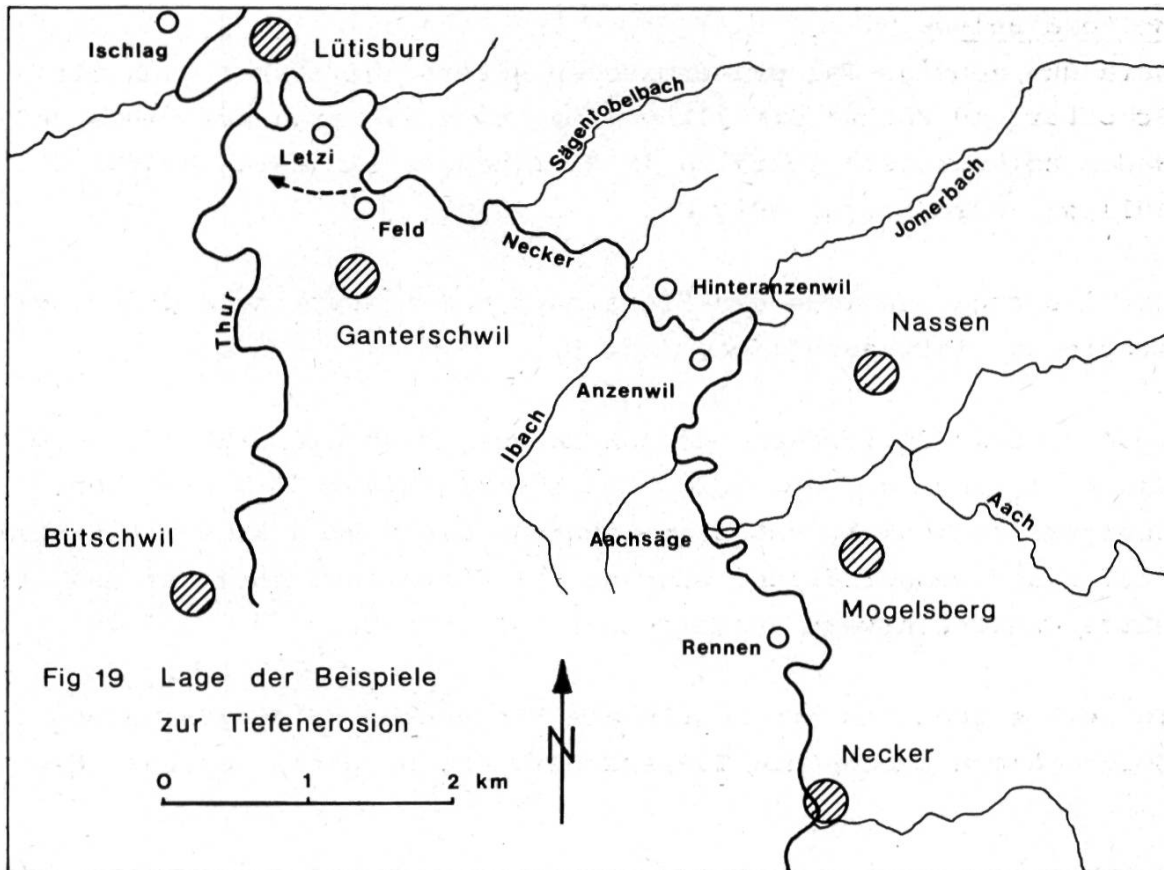 Ischlag
Lütisburg
Letzi
Sägentobelbach
Jomerbach
Feld
Necker
Hinteranzenwil
Thur
Ganterschwil
Nassen
Anzenwil
Ibach
Aach
Bütschwil
Aachsäge
Mogelsberg
Rennen
Fig 19 Lage der Beispiele
zur Tiefenerosion
N
Necker
0 1 2 km